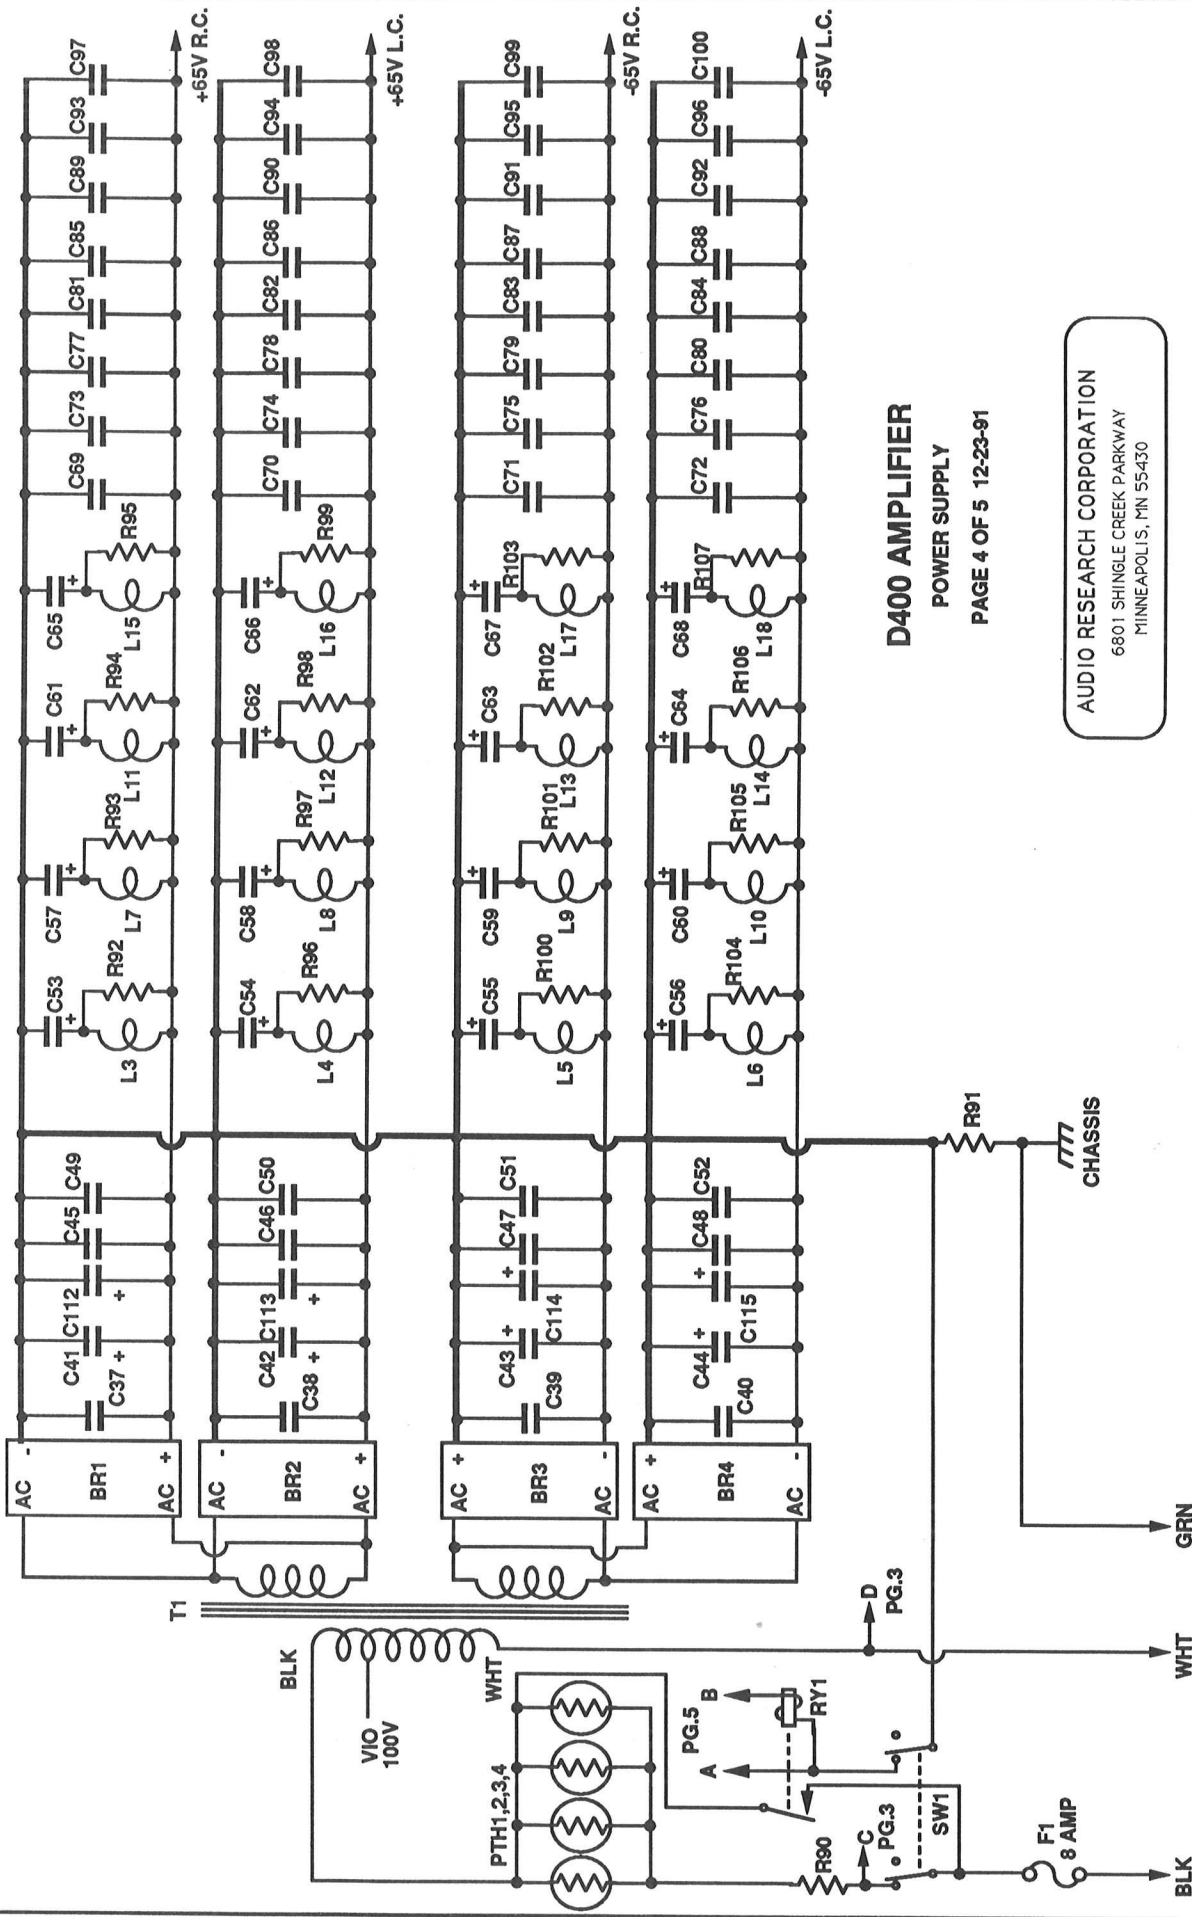 C97
C93
C89
C85
C81
C77
C73
C69
+65V R.C.
C65
+
R95
L15
C61
+
R94
L11
C57
+
R93
L7
C53
+
R92
L3
C49
C45
C112
+
C41
+
C37
AC -
BR1
AC +
C98
C94
C90
C86
C82
C78
C74
C70
+65V L.C.
C66
+
R99
L16
C62
+
R98
L12
C58
+
R97
L8
C54
+
R96
L4
C50
C46
C113
+
C42
+
C38
AC -
BR2
AC +
C99
C95
C91
C87
C83
C79
C75
C71
-65V R.C.
C67
+
R103
L17
C63
+
R102
L13
C59
+
R101
L9
C55
+
R100
L5
C51
C47
+
C114
C43
+
C39
AC +
BR3
AC -
C100
C96
C92
C88
C84
C80
C76
C72
-65V L.C.
C68
+
R107
L18
C64
+
R106
L14
C60
+
R105
L10
C56
+
R104
L6
C52
C48
+
C115
C44
+
C40
AC +
BR4
AC -
T1
BLK
VIO
100V
WHT
PTH1,2,3,4
PG.5
A
B
RY1
D
PG.3
R90
C
PG.3
SW1
F1
8 AMP
BLK
WHT
GRN
R91
CHASSIS
D400 AMPLIFIER
POWER SUPPLY
PAGE 4 OF 5 12-23-91
AUDIO RESEARCH CORPORATION
6801 SHINGLE CREEK PARKWAY
MINNEAPOLIS, MN 55430